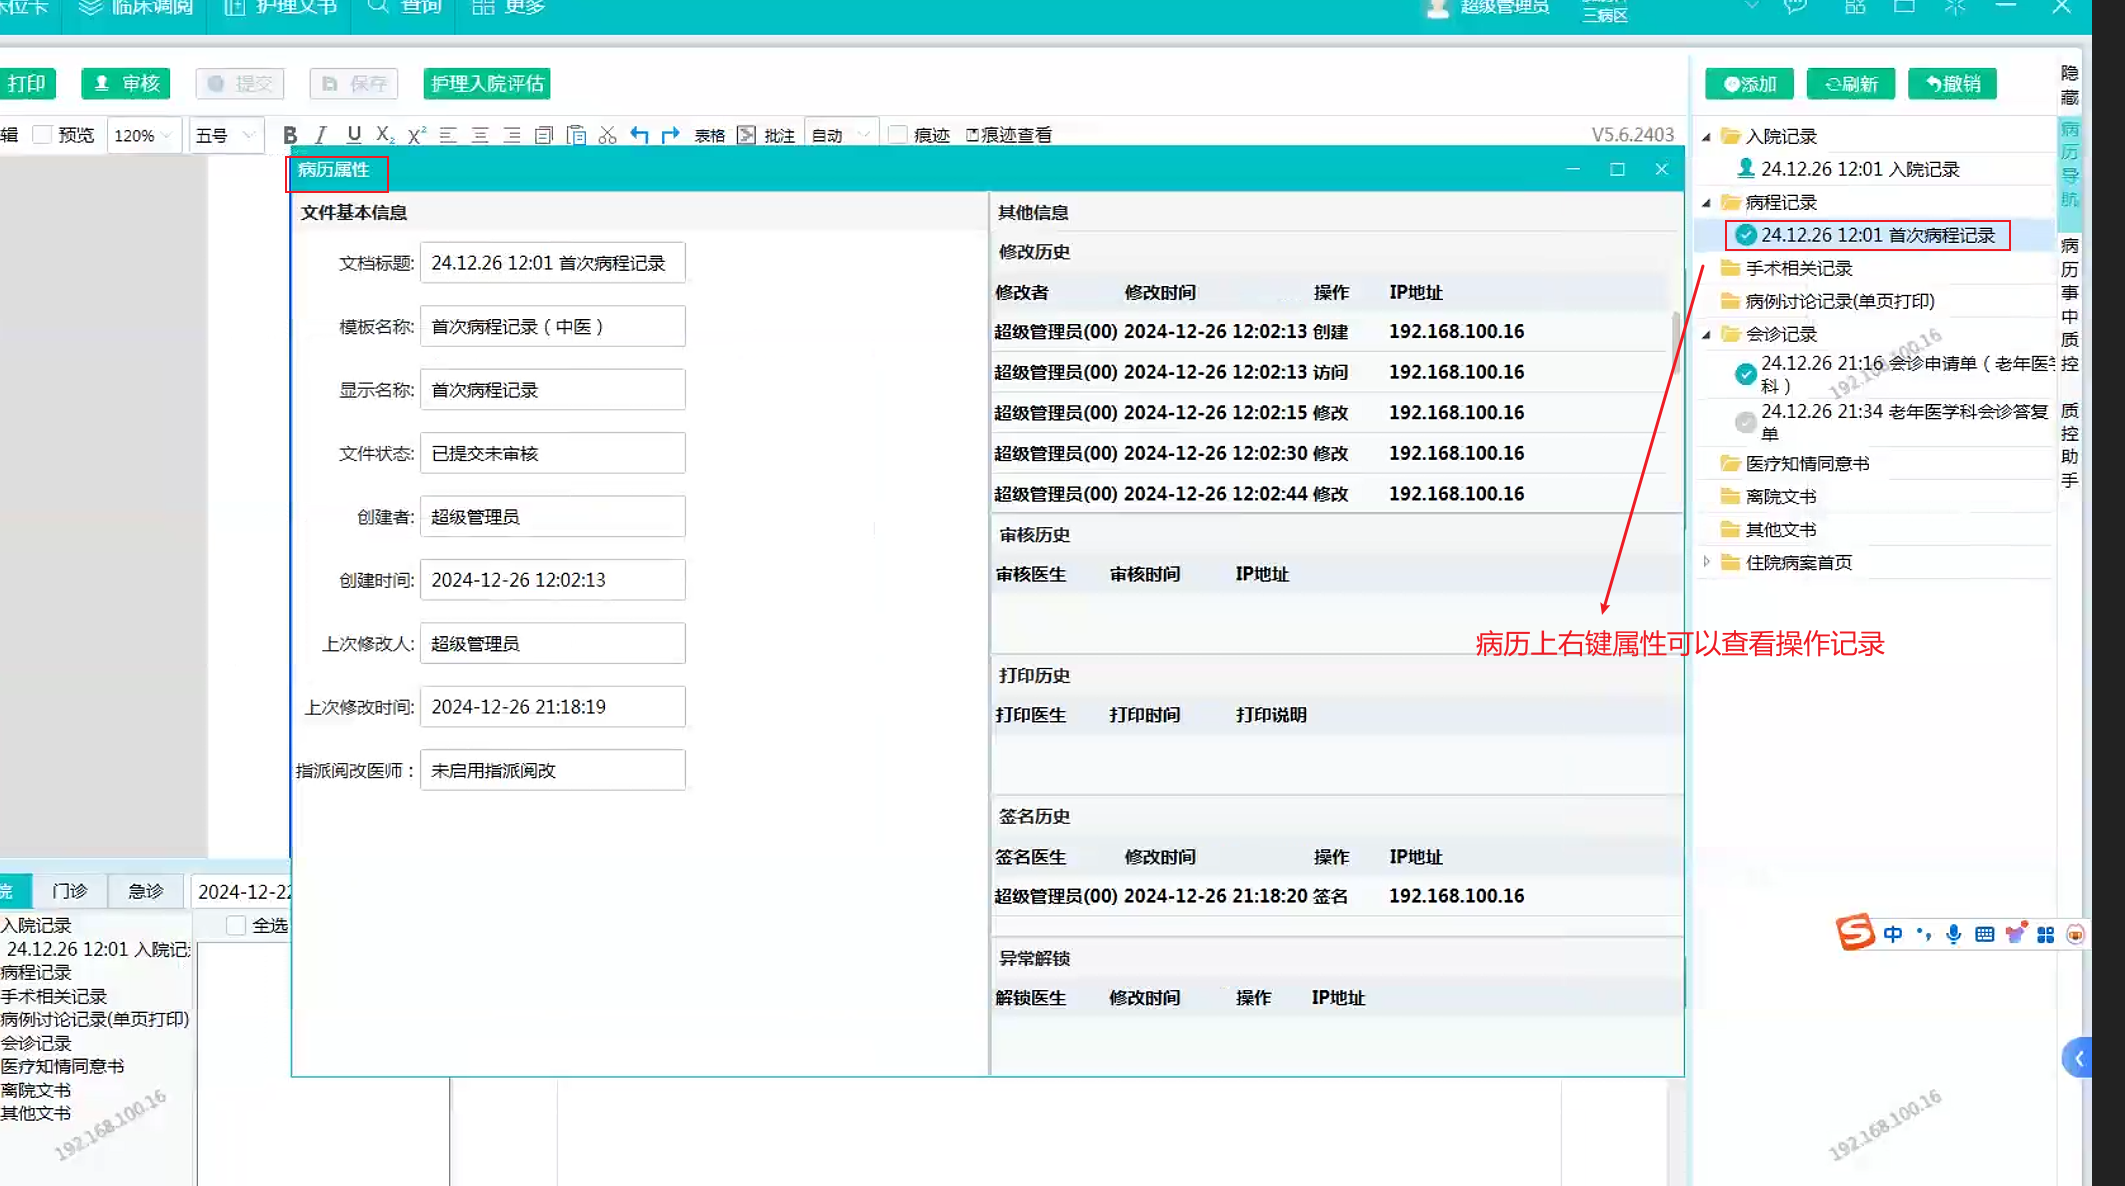 床位卡 临床调阅 护理文书 查询 更多 超级管理员
三病区
打印 审核 提交 保存 护理入院评估
辑 预览 120% 五号 B I U X₂ X² 表格 批注 自动 痕迹 痕迹查看 V5.6.2403
病历属性
文件基本信息
文档标题: 24.12.26 12:01 首次病程记录
模板名称: 首次病程记录（中医）
显示名称: 首次病程记录
文件状态: 已提交未审核
创建者: 超级管理员
创建时间: 2024-12-26 12:02:13
上次修改人: 超级管理员
上次修改时间: 2024-12-26 21:18:19
指派阅改医师： 未启用指派阅改
其他信息
修改历史
修改者 修改时间 操作 IP地址
超级管理员(00) 2024-12-26 12:02:13 创建 192.168.100.16
超级管理员(00) 2024-12-26 12:02:13 访问 192.168.100.16
超级管理员(00) 2024-12-26 12:02:15 修改 192.168.100.16
超级管理员(00) 2024-12-26 12:02:30 修改 192.168.100.16
超级管理员(00) 2024-12-26 12:02:44 修改 192.168.100.16
审核历史
审核医生 审核时间 IP地址
打印历史
打印医生 打印时间 打印说明
签名历史
签名医生 修改时间 操作 IP地址
超级管理员(00) 2024-12-26 21:18:20 签名 192.168.100.16
异常解锁
解锁医生 修改时间 操作 IP地址
添加 刷新 撤销
入院记录
24.12.26 12:01 入院记录
病程记录
24.12.26 12:01 首次病程记录
手术相关记录
病例讨论记录(单页打印)
会诊记录
24.12.26 21:16 会诊申请单（老年医学
科）
24.12.26 21:34 老年医学科会诊答复
单
医疗知情同意书
离院文书
其他文书
住院病案首页
192.168.100.16
隐藏
病历导航
病历事中质控
质控助手
病历上右键属性可以查看操作记录
院 门诊 急诊 2024-12-22
入院记录
24.12.26 12:01 入院记
病程记录
手术相关记录
病例讨论记录(单页打印)
会诊记录
医疗知情同意书
离院文书
其他文书
全选
192.168.100.16
中
192.168.100.16